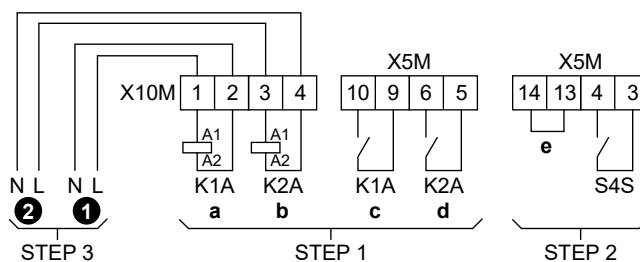 X5M X5M
X10M 1 2 3 4 10 9 6 5 14 13 4 3
A1 A1
A2 A2 e
N L N L K1A K2A K1A K2A S4S
2 1 a b c d
STEP 3 STEP 1 STEP 2